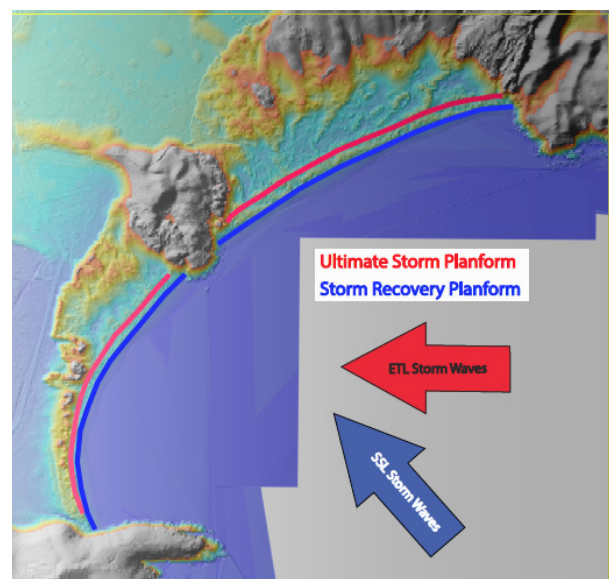 Ultimate Storm Planform
Storm Recovery Planform
ETL Storm Waves
SSL Storm Waves